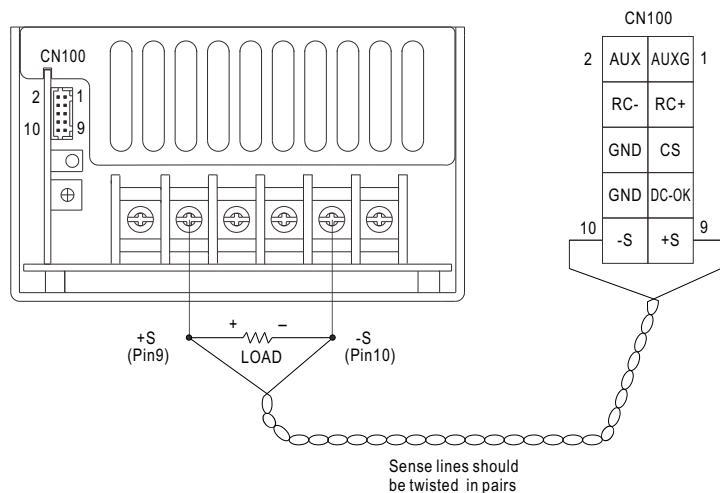 CN100
2 1
10 9
+S
(Pin9)
+ –
LOAD
-S
(Pin10)
CN100
2 AUX AUXG 1
RC- RC+
GND CS
GND DC-OK
10 -S +S 9
Sense lines should
be twisted in pairs